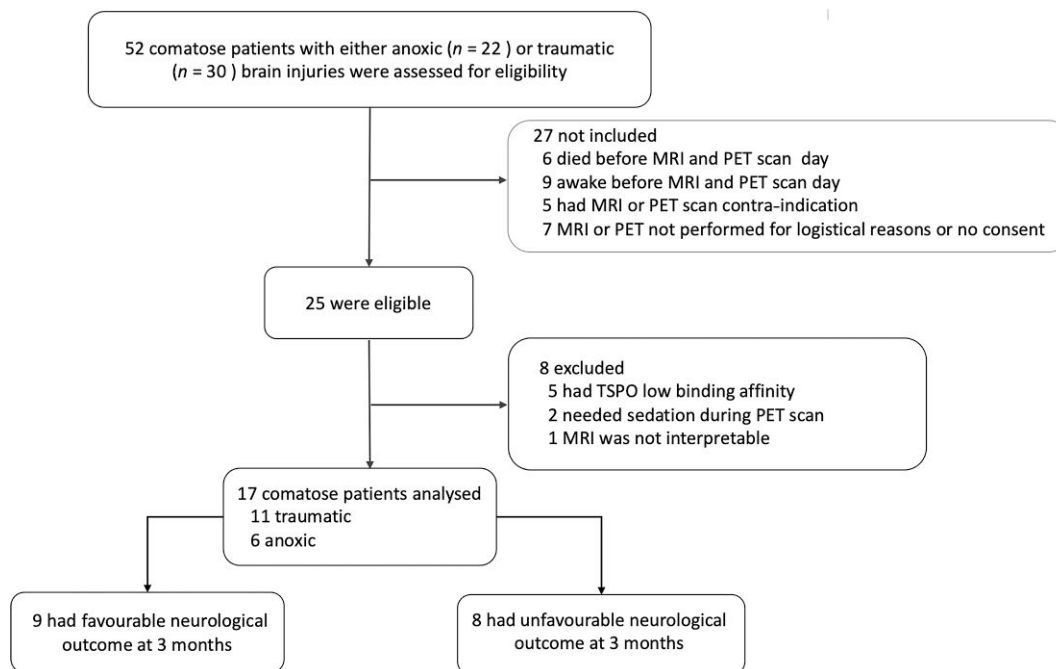 52 comatose patients with either anoxic (n = 22 ) or traumatic
(n = 30 ) brain injuries were assessed for eligibility
27 not included
6 died before MRI and PET scan day
9 awake before MRI and PET scan day
5 had MRI or PET scan contra-indication
7 MRI or PET not performed for logistical reasons or no consent
25 were eligible
8 excluded
5 had TSPO low binding affinity
2 needed sedation during PET scan
1 MRI was not interpretable
17 comatose patients analysed
11 traumatic
6 anoxic
9 had favourable neurological
outcome at 3 months
8 had unfavourable neurological
outcome at 3 months